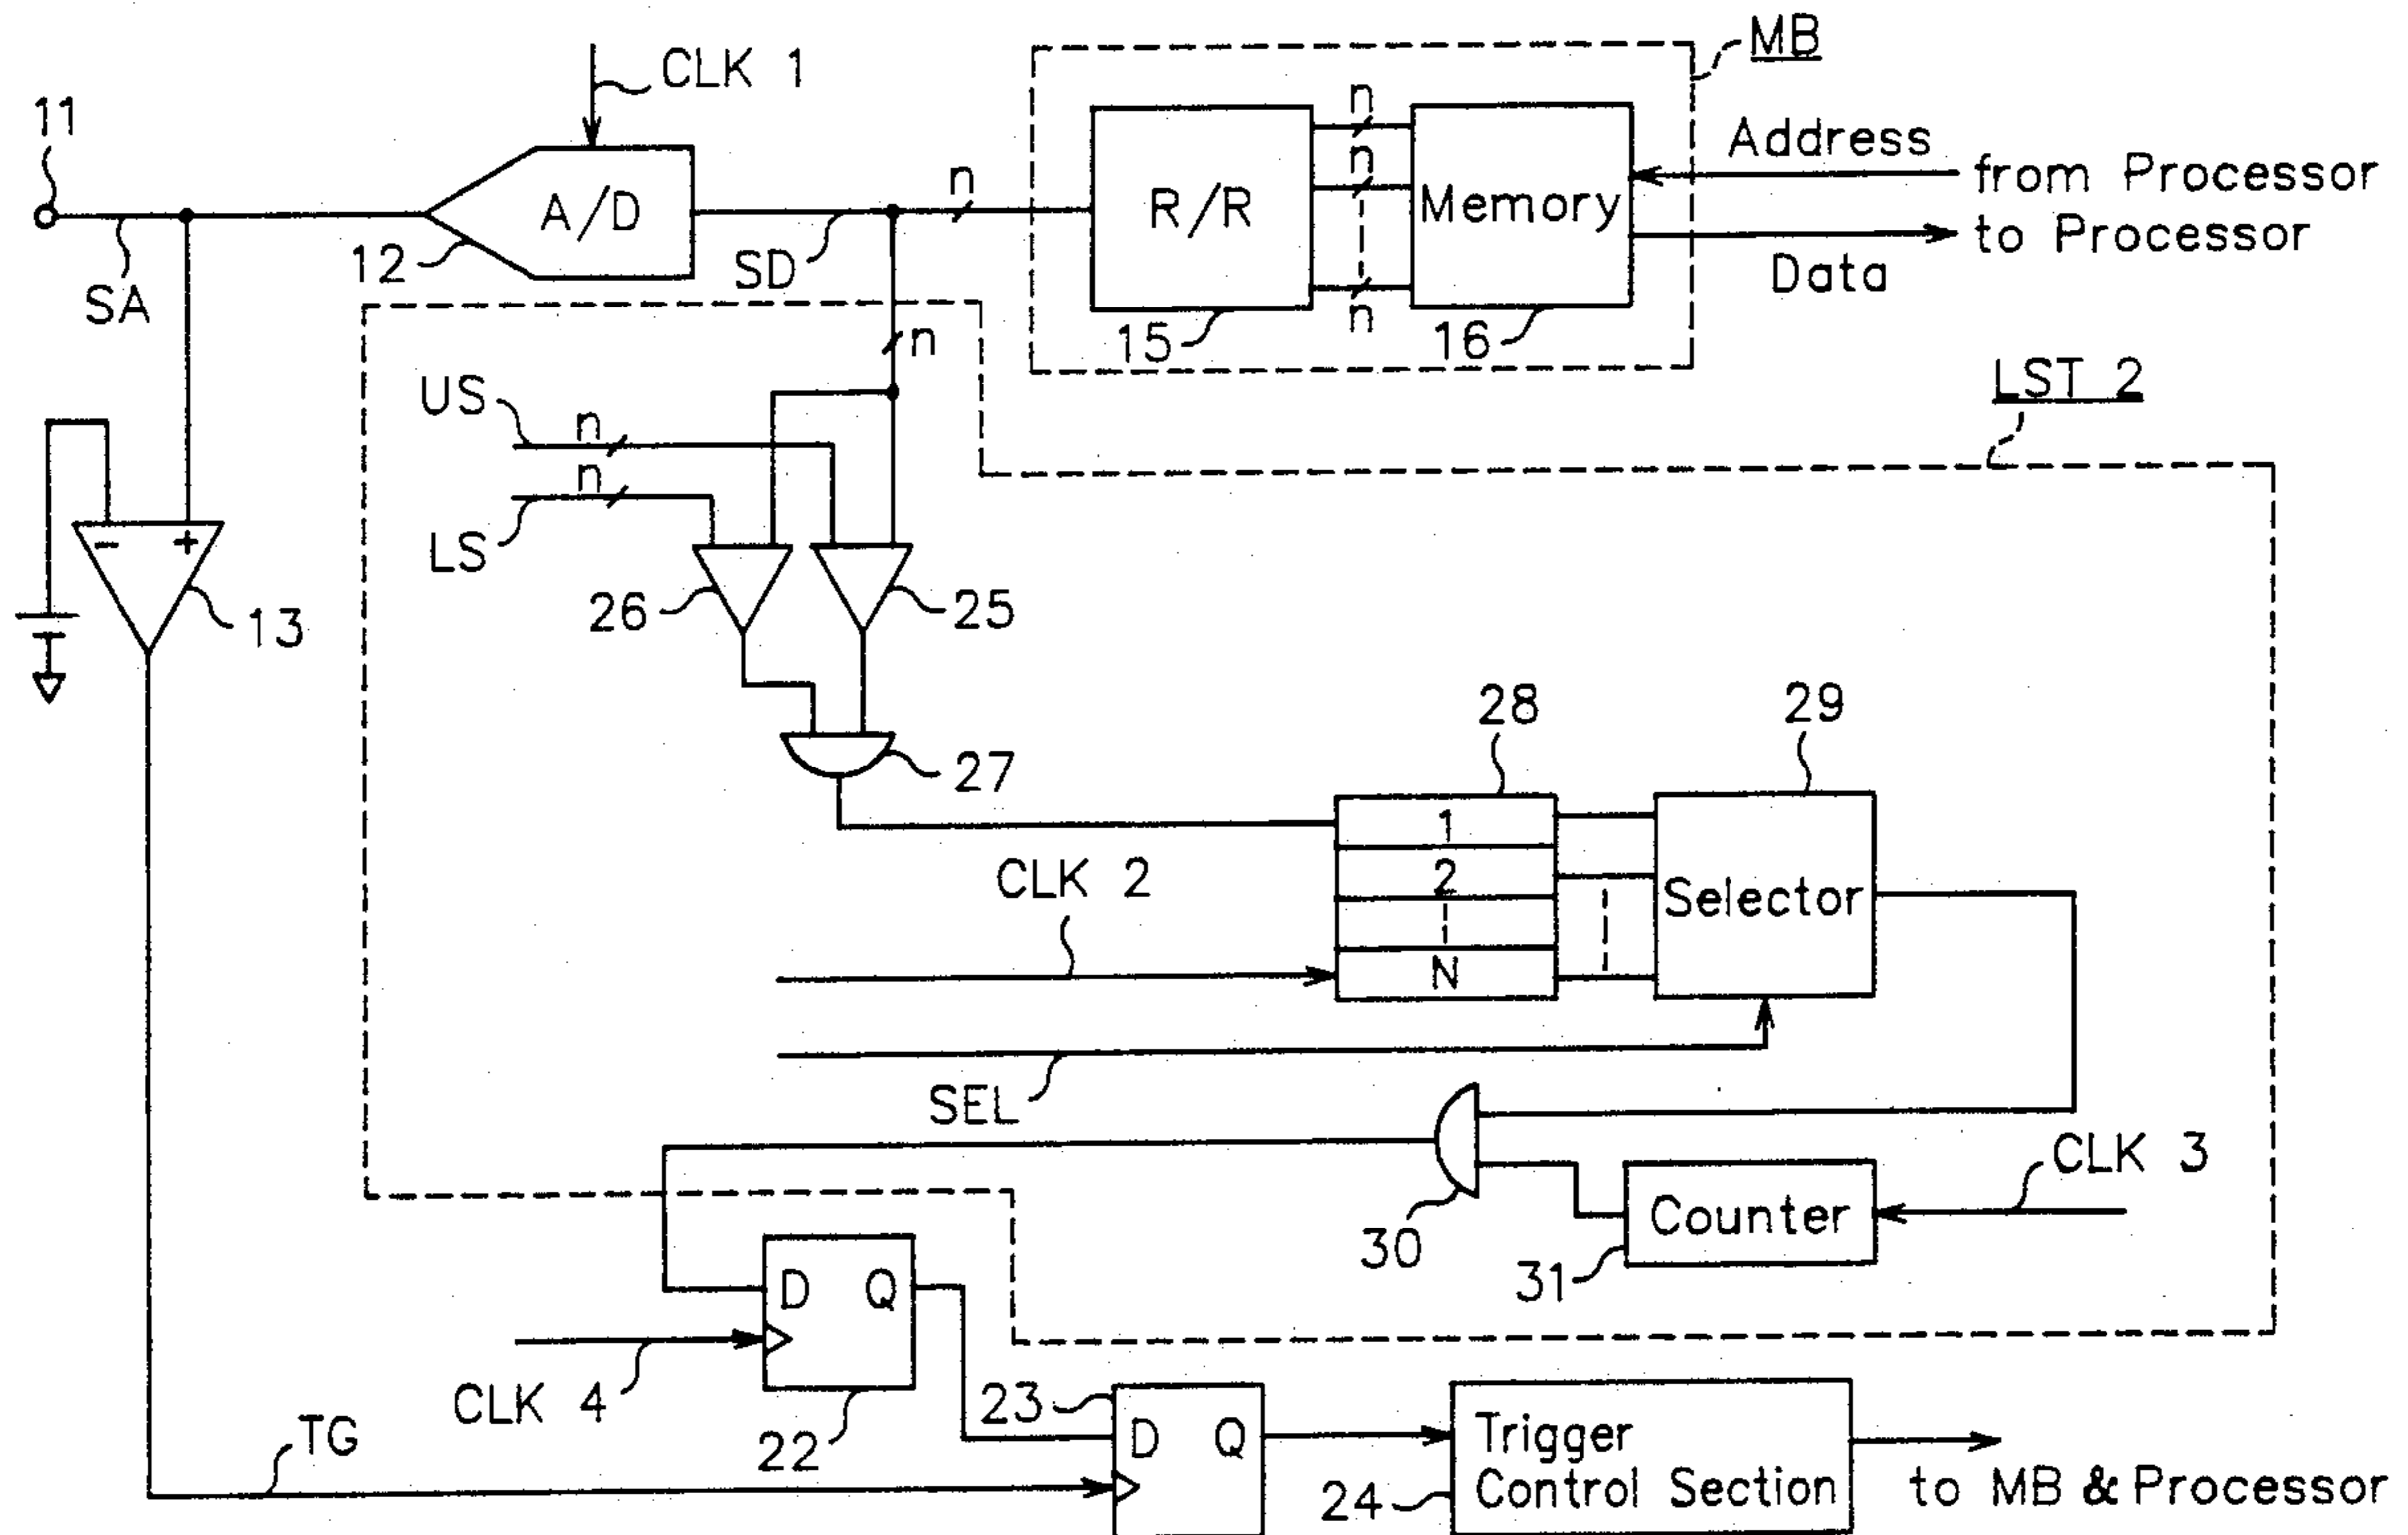 MB
CLK 1
11
n
n
n
n
Address
from Processor
A/D
R/R
Memory
to Processor
Data
12
SD
SA
15
16
n
US
n
LST 2
n
LS
- +
26
25
13
28
29
27
1
2
N
Selector
CLK 2
SEL
CLK 3
Counter
30
31
D Q
CLK 4
22
23
D Q
Trigger
Control Section
24
TG
to MB & Processor